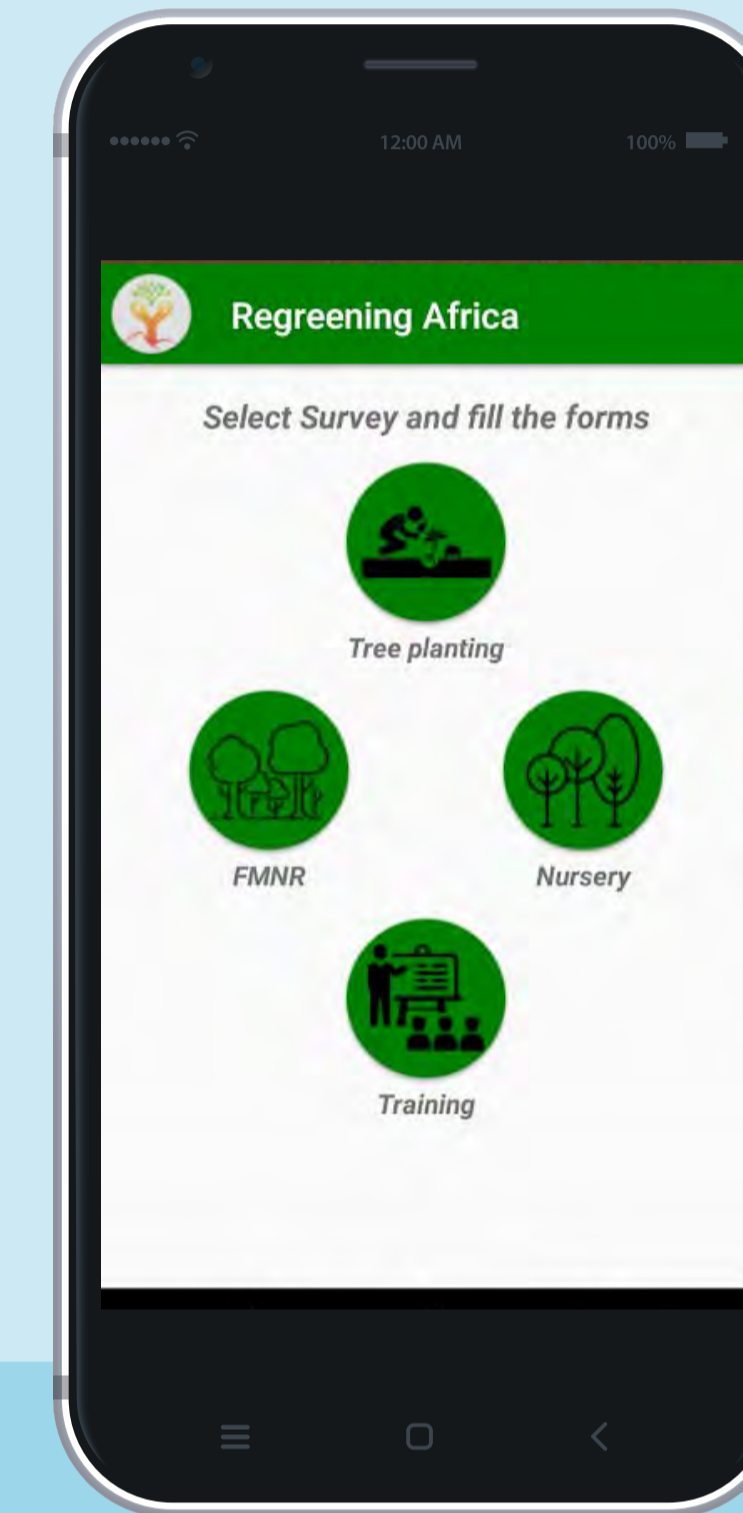 12:00 AM 100%
Regreening Africa
Select Survey and fill the forms
Tree planting
FMNR Nursery
Training